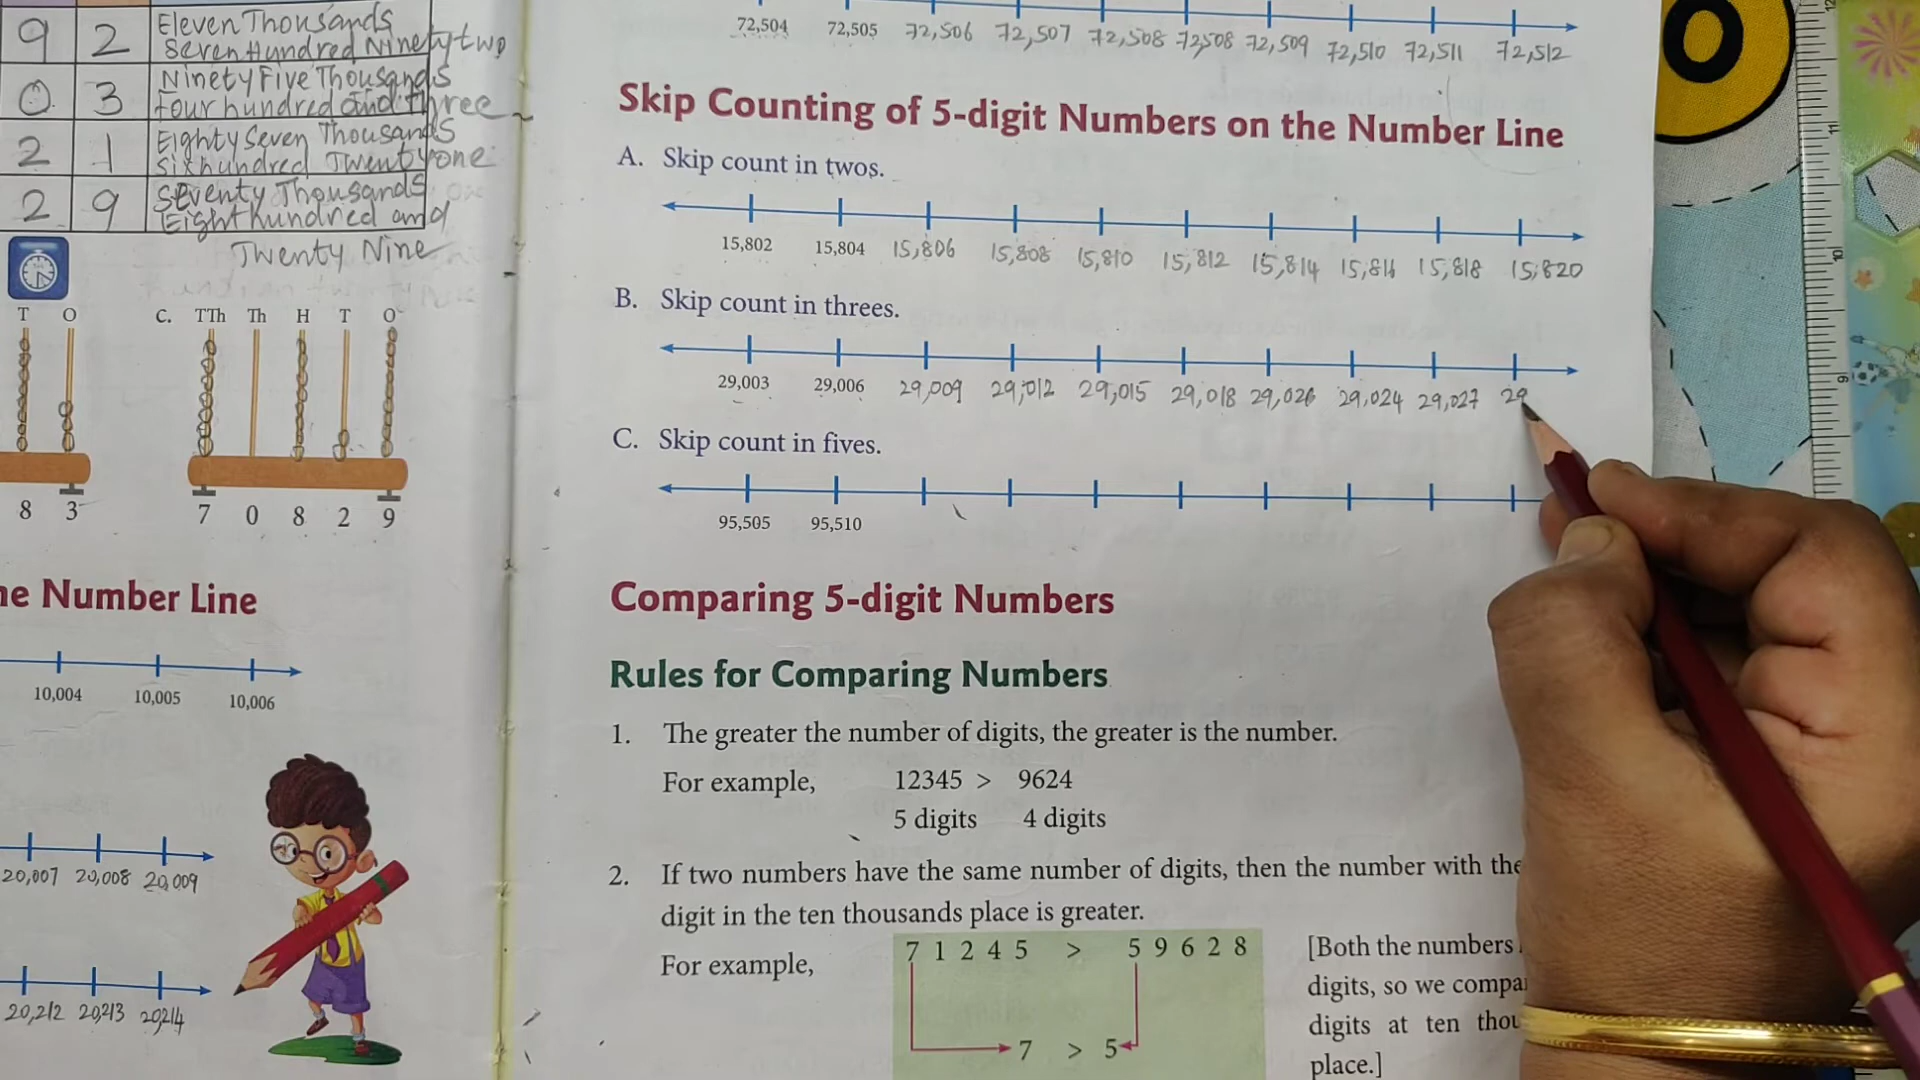 9 2 Eleven Thousands
Seven Hundred Ninety two
0 3 Ninety Five Thousands
four hundred and three
2 1 Eighty Seven Thousands
six hundred Twenty one
2 9 Seventy Thousands
Eight hundred and
Twenty Nine
T O
8 3
C. TTh Th H T O
7 0 8 2 9
ne Number Line
10,004 10,005 10,006
20,007 20,008 20,009
20,212 20,213 20,214
72,504 72,505 72,506 72,507 72,508 72,508 72,509 72,510 72,511 72,512
Skip Counting of 5-digit Numbers on the Number Line
A. Skip count in twos.
15,802 15,804 15,806 15,808 15,810 15,812 15,814 15,816 15,818 15,820
B. Skip count in threes.
29,003 29,006 29,009 29,012 29,015 29,018 29,024 29,027 29
C. Skip count in fives.
95,505 95,510
Comparing 5-digit Numbers
Rules for Comparing Numbers
1. The greater the number of digits, the greater is the number.
For example, 12345 > 9624
5 digits 4 digits
2. If two numbers have the same number of digits, then the number with the
digit in the ten thousands place is greater.
For example,
7 1 2 4 5 > 5 9 6 2 8
7 > 5
[Both the numbers
digits, so we compa
digits at ten thou
place.]